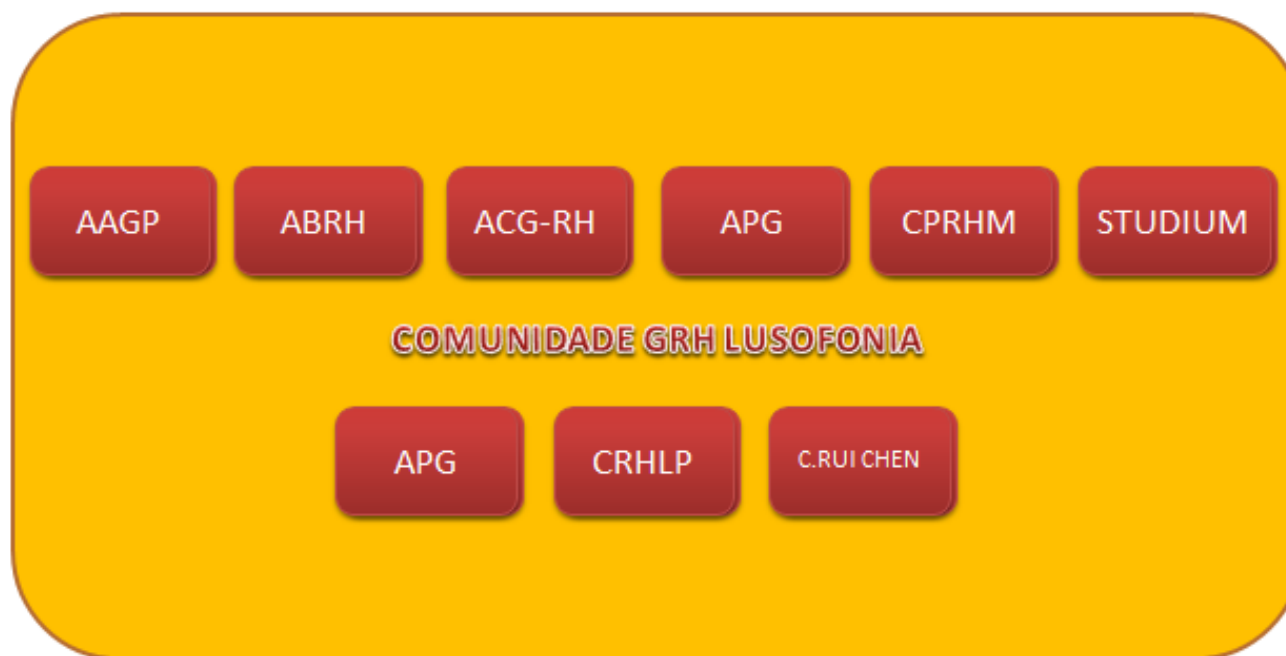 AAGP
ABRH
ACG-RH
APG
CPRHM
STUDIUM
COMUNIDADE GRH LUSOFONIA
APG
CRHLP
C.RUI CHEN